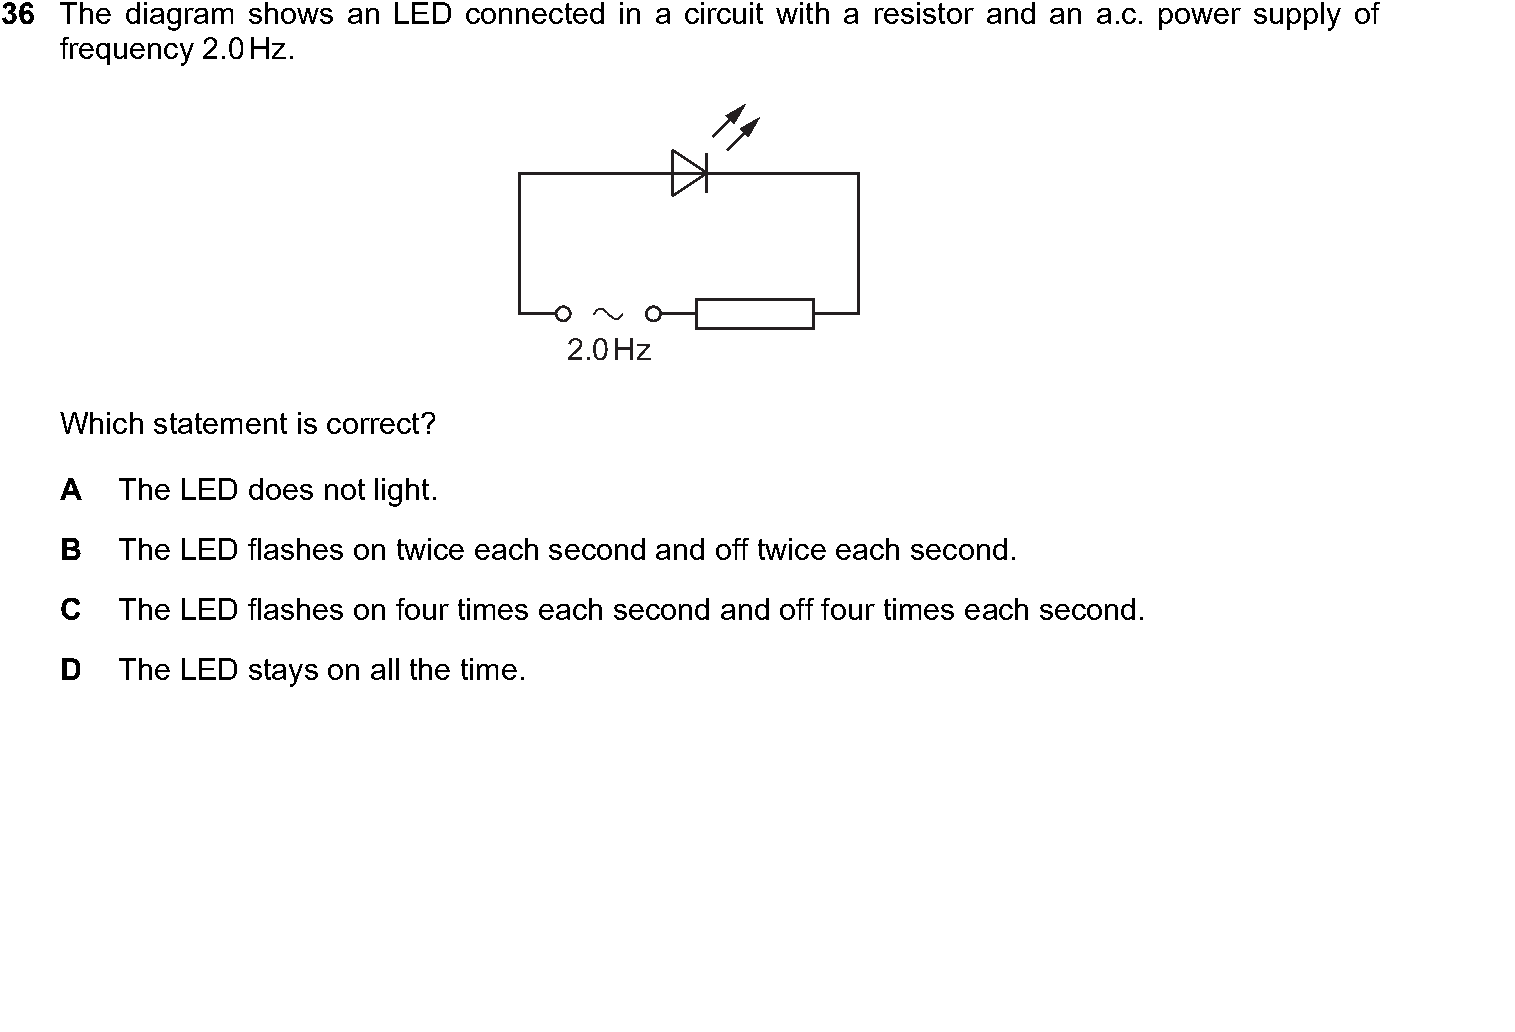 36 The diagram shows an LED connected in a circuit with a resistor and an a.c. power supply of
frequency 2.0 Hz.
2.0 Hz
Which statement is correct?
A The LED does not light.
B The LED flashes on twice each second and off twice each second.
C The LED flashes on four times each second and off four times each second.
D The LED stays on all the time.